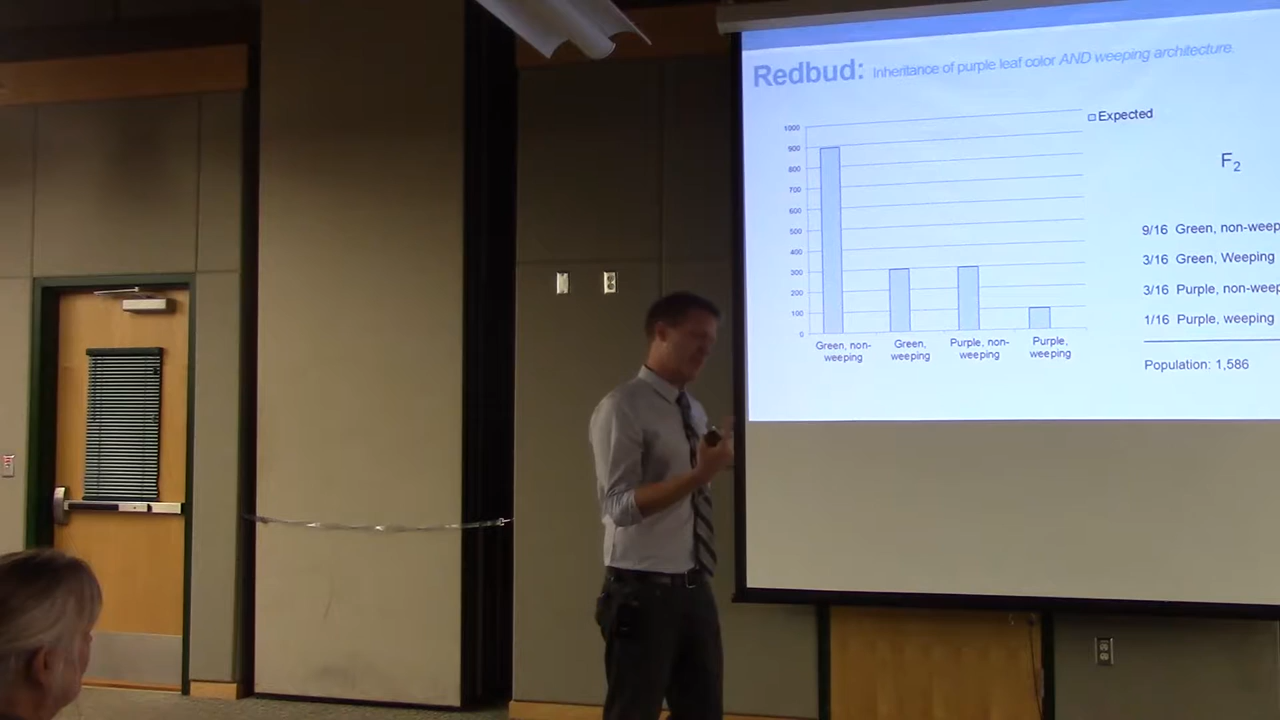 Redbud: Inheritance of purple leaf color AND weeping architecture.
1000
900
800
700
600
500
400
300
200
100
0
Green, non-
weeping
Green,
weeping
Purple, non-
weeping
Purple,
weeping
Expected
F2
9/16 Green, non-weep
3/16 Green, Weeping
3/16 Purple, non-weep
1/16 Purple, weeping
Population: 1,586